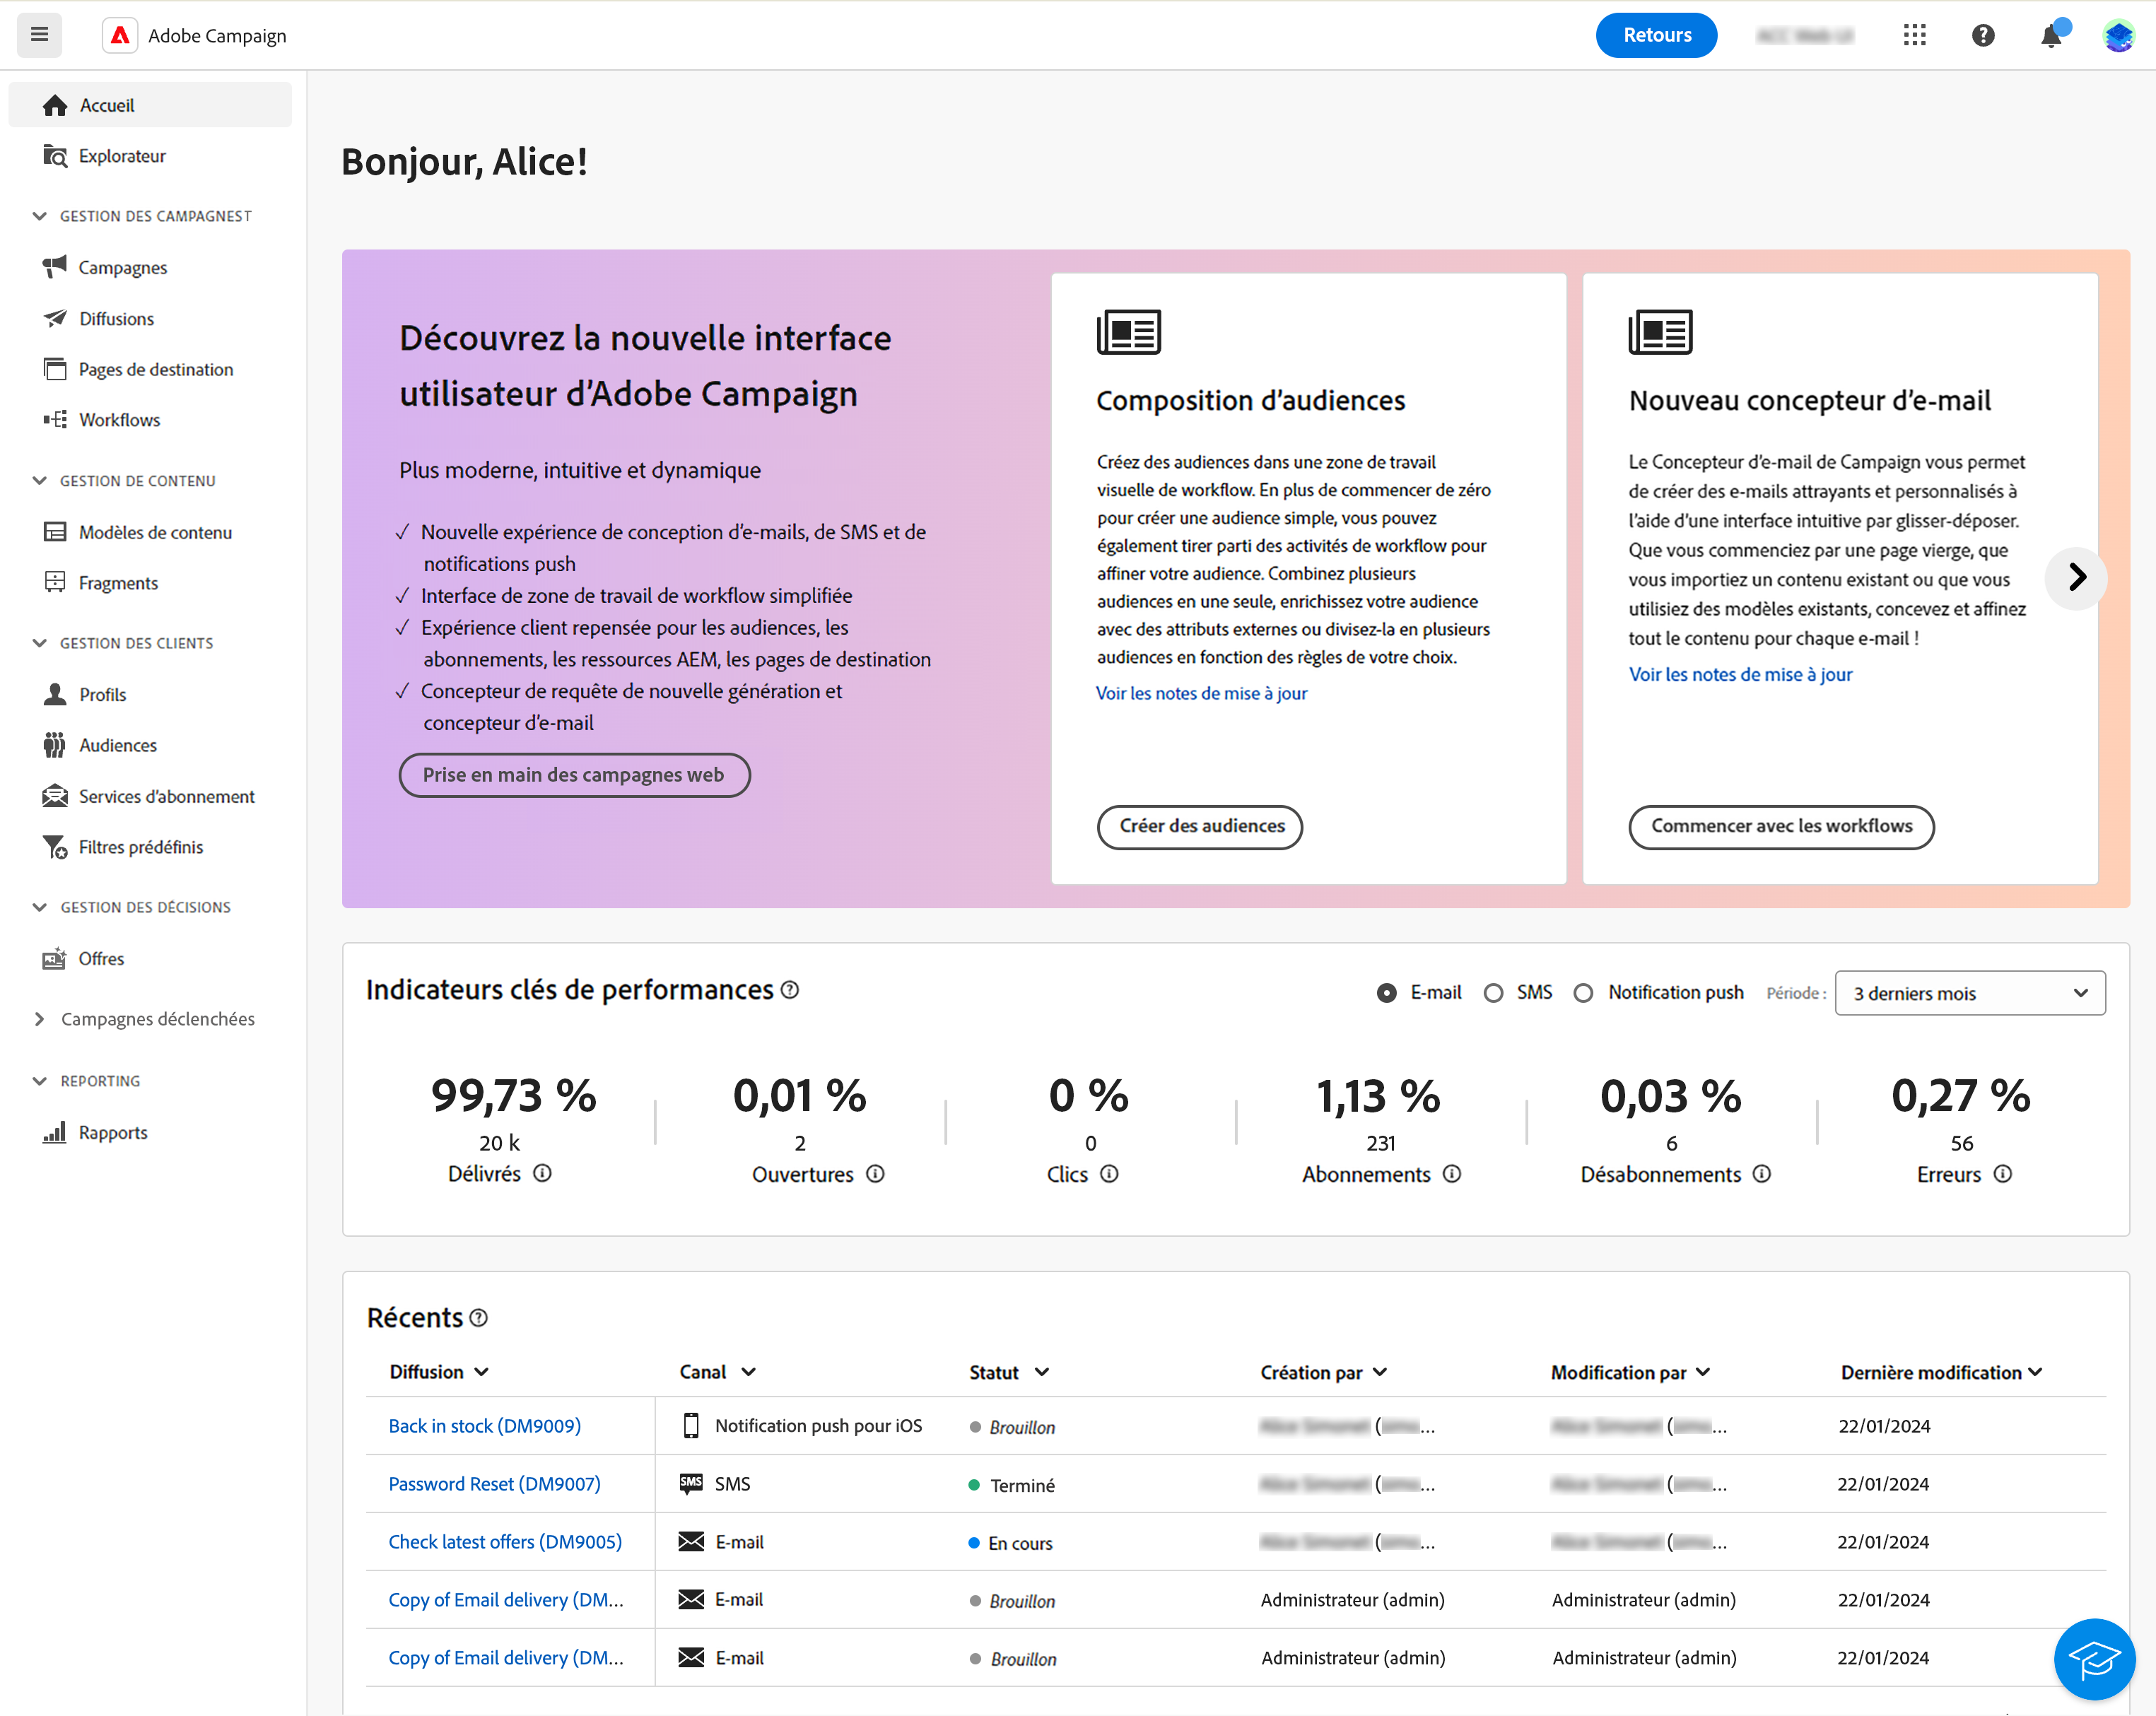 Adobe Campaign
Retours
Accueil
Explorateur
GESTION DES CAMPAGNEST
Campagnes
Diffusions
Pages de destination
Workflows
GESTION DE CONTENU
Modèles de contenu
Fragments
GESTION DES CLIENTS
Profils
Audiences
Services d'abonnement
Filtres prédéfinis
GESTION DES DÉCISIONS
Offres
Campagnes déclenchées
REPORTING
Rapports
Bonjour, Alice!
Découvrez la nouvelle interface
utilisateur d'Adobe Campaign
Plus moderne, intuitive et dynamique
✓ Nouvelle expérience de conception d'e-mails, de SMS et de
notifications push
✓ Interface de zone de travail de workflow simplifiée
✓ Expérience client repensée pour les audiences, les
abonnements, les ressources AEM, les pages de destination
✓ Concepteur de requête de nouvelle génération et
concepteur d'e-mail
Prise en main des campagnes web
Composition d'audiences
Créez des audiences dans une zone de travail
visuelle de workflow. En plus de commencer de zéro
pour créer une audience simple, vous pouvez
également tirer parti des activités de workflow pour
affiner votre audience. Combinez plusieurs
audiences en une seule, enrichissez votre audience
avec des attributs externes ou divisez-la en plusieurs
audiences en fonction des règles de votre choix.
Voir les notes de mise à jour
Créer des audiences
Nouveau concepteur d'e-mail
Le Concepteur d'e-mail de Campaign vous permet
de créer des e-mails attrayants et personnalisés à
l'aide d'une interface intuitive par glisser-déposer.
Que vous commenciez par une page vierge, que
vous importiez un contenu existant ou que vous
utilisiez des modèles existants, concevez et affinez
tout le contenu pour chaque e-mail !
Voir les notes de mise à jour
Commencer avec les workflows
Indicateurs clés de performances
E-mail SMS Notification push Période : 3 derniers mois
99,73 % 0,01 % 0 % 1,13 % 0,03 % 0,27 %
20 k 2 0 231 6 56
Délivrés Ouvertures Clics Abonnements Désabonnements Erreurs
Récents
Diffusion Canal Statut Création par Modification par Dernière modification
Back in stock (DM9009) Notification push pour iOS Brouillon (... (... 22/01/2024
Password Reset (DM9007) SMS SMS Terminé (... (... 22/01/2024
Check latest offers (DM9005) E-mail En cours (... (... 22/01/2024
Copy of Email delivery (DM... E-mail Brouillon Administrateur (admin) Administrateur (admin) 22/01/2024
Copy of Email delivery (DM... E-mail Brouillon Administrateur (admin) Administrateur (admin) 22/01/2024